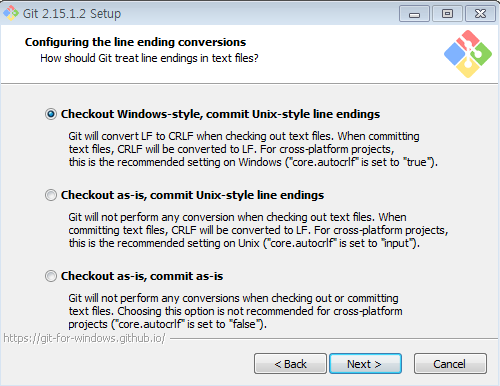 Git 2.15.1.2 Setup
Configuring the line ending conversions
How should Git treat line endings in text files?
Checkout Windows-style, commit Unix-style line endings
Git will convert LF to CRLF when checking out text files. When committing
text files, CRLF will be converted to LF. For cross-platform projects,
this is the recommended setting on Windows ("core.autocrlf" is set to "true").
Checkout as-is, commit Unix-style line endings
Git will not perform any conversion when checking out text files. When
committing text files, CRLF will be converted to LF. For cross-platform projects,
this is the recommended setting on Unix ("core.autocrlf" is set to "input").
Checkout as-is, commit as-is
Git will not perform any conversions when checking out or committing
text files. Choosing this option is not recommended for cross-platform
projects ("core.autocrlf" is set to "false").
https://git-for-windows.github.io/
< Back Next > Cancel